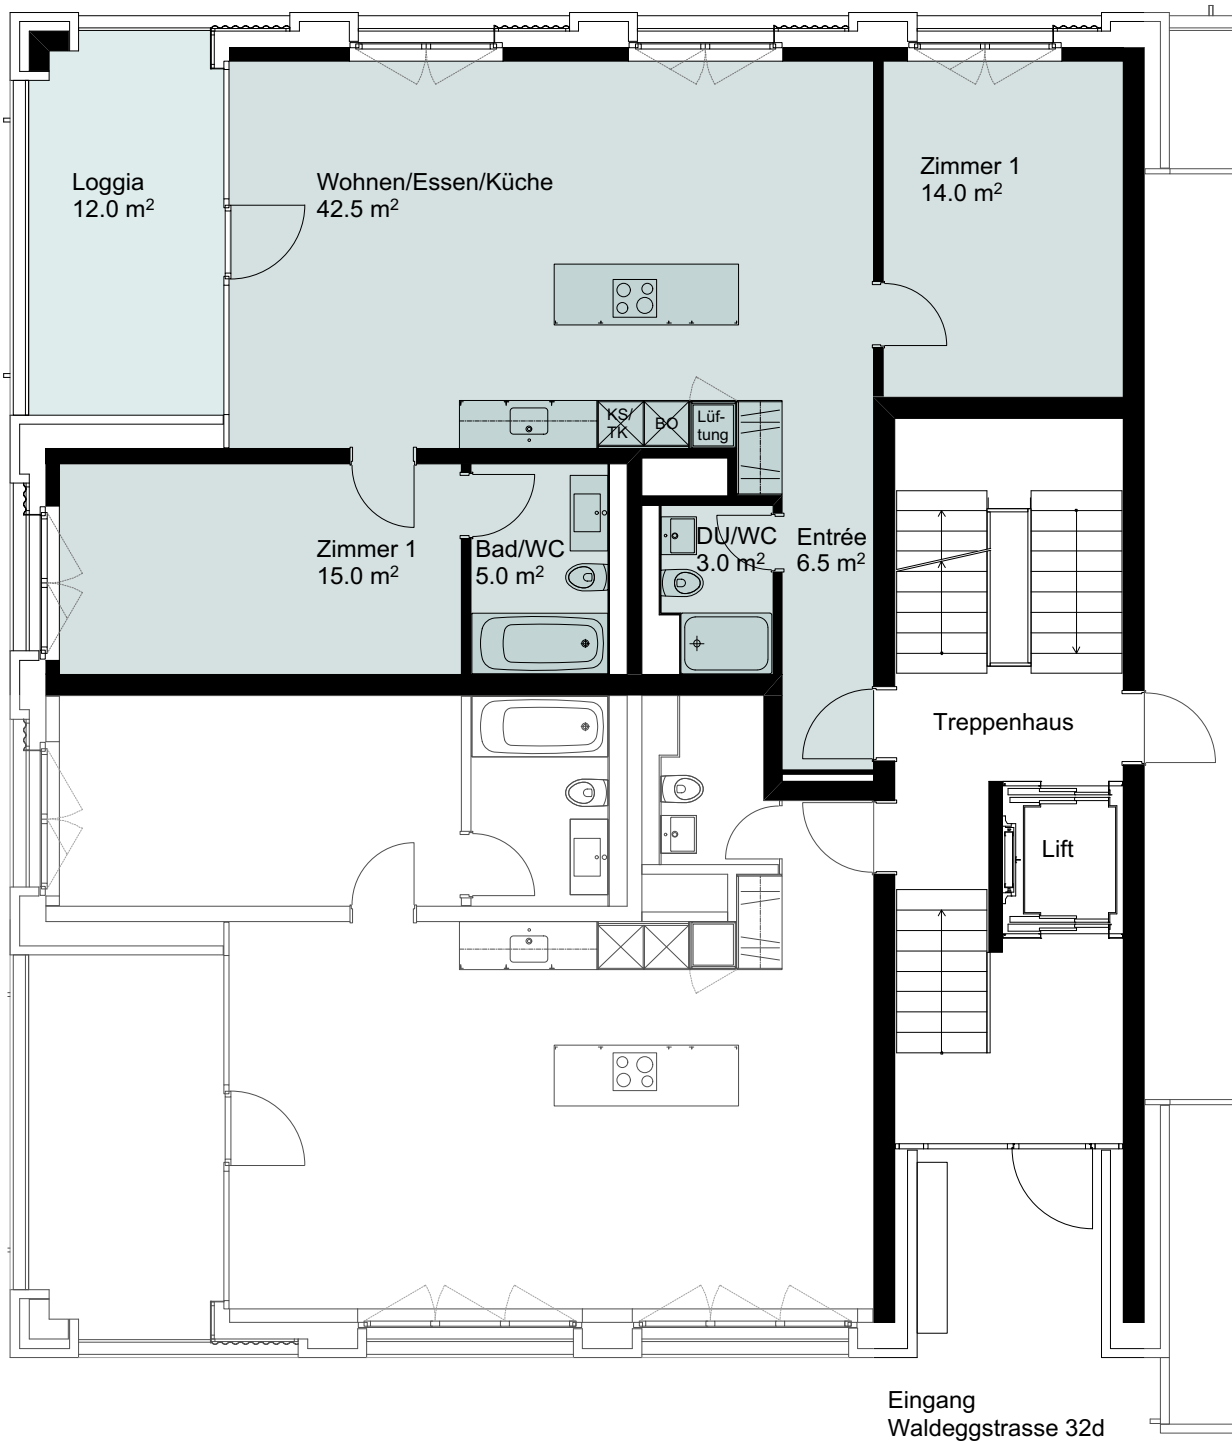 Loggia
12.0 m²
Wohnen/Essen/Küche
42.5 m²
Zimmer 1
14.0 m²
KS/
TK
BO
Lüf-
tung
Zimmer 1
15.0 m²
Bad/WC
5.0 m²
DU/WC
3.0 m²
Entrée
6.5 m²
Treppenhaus
Lift
Eingang
Waldeggstrasse 32d